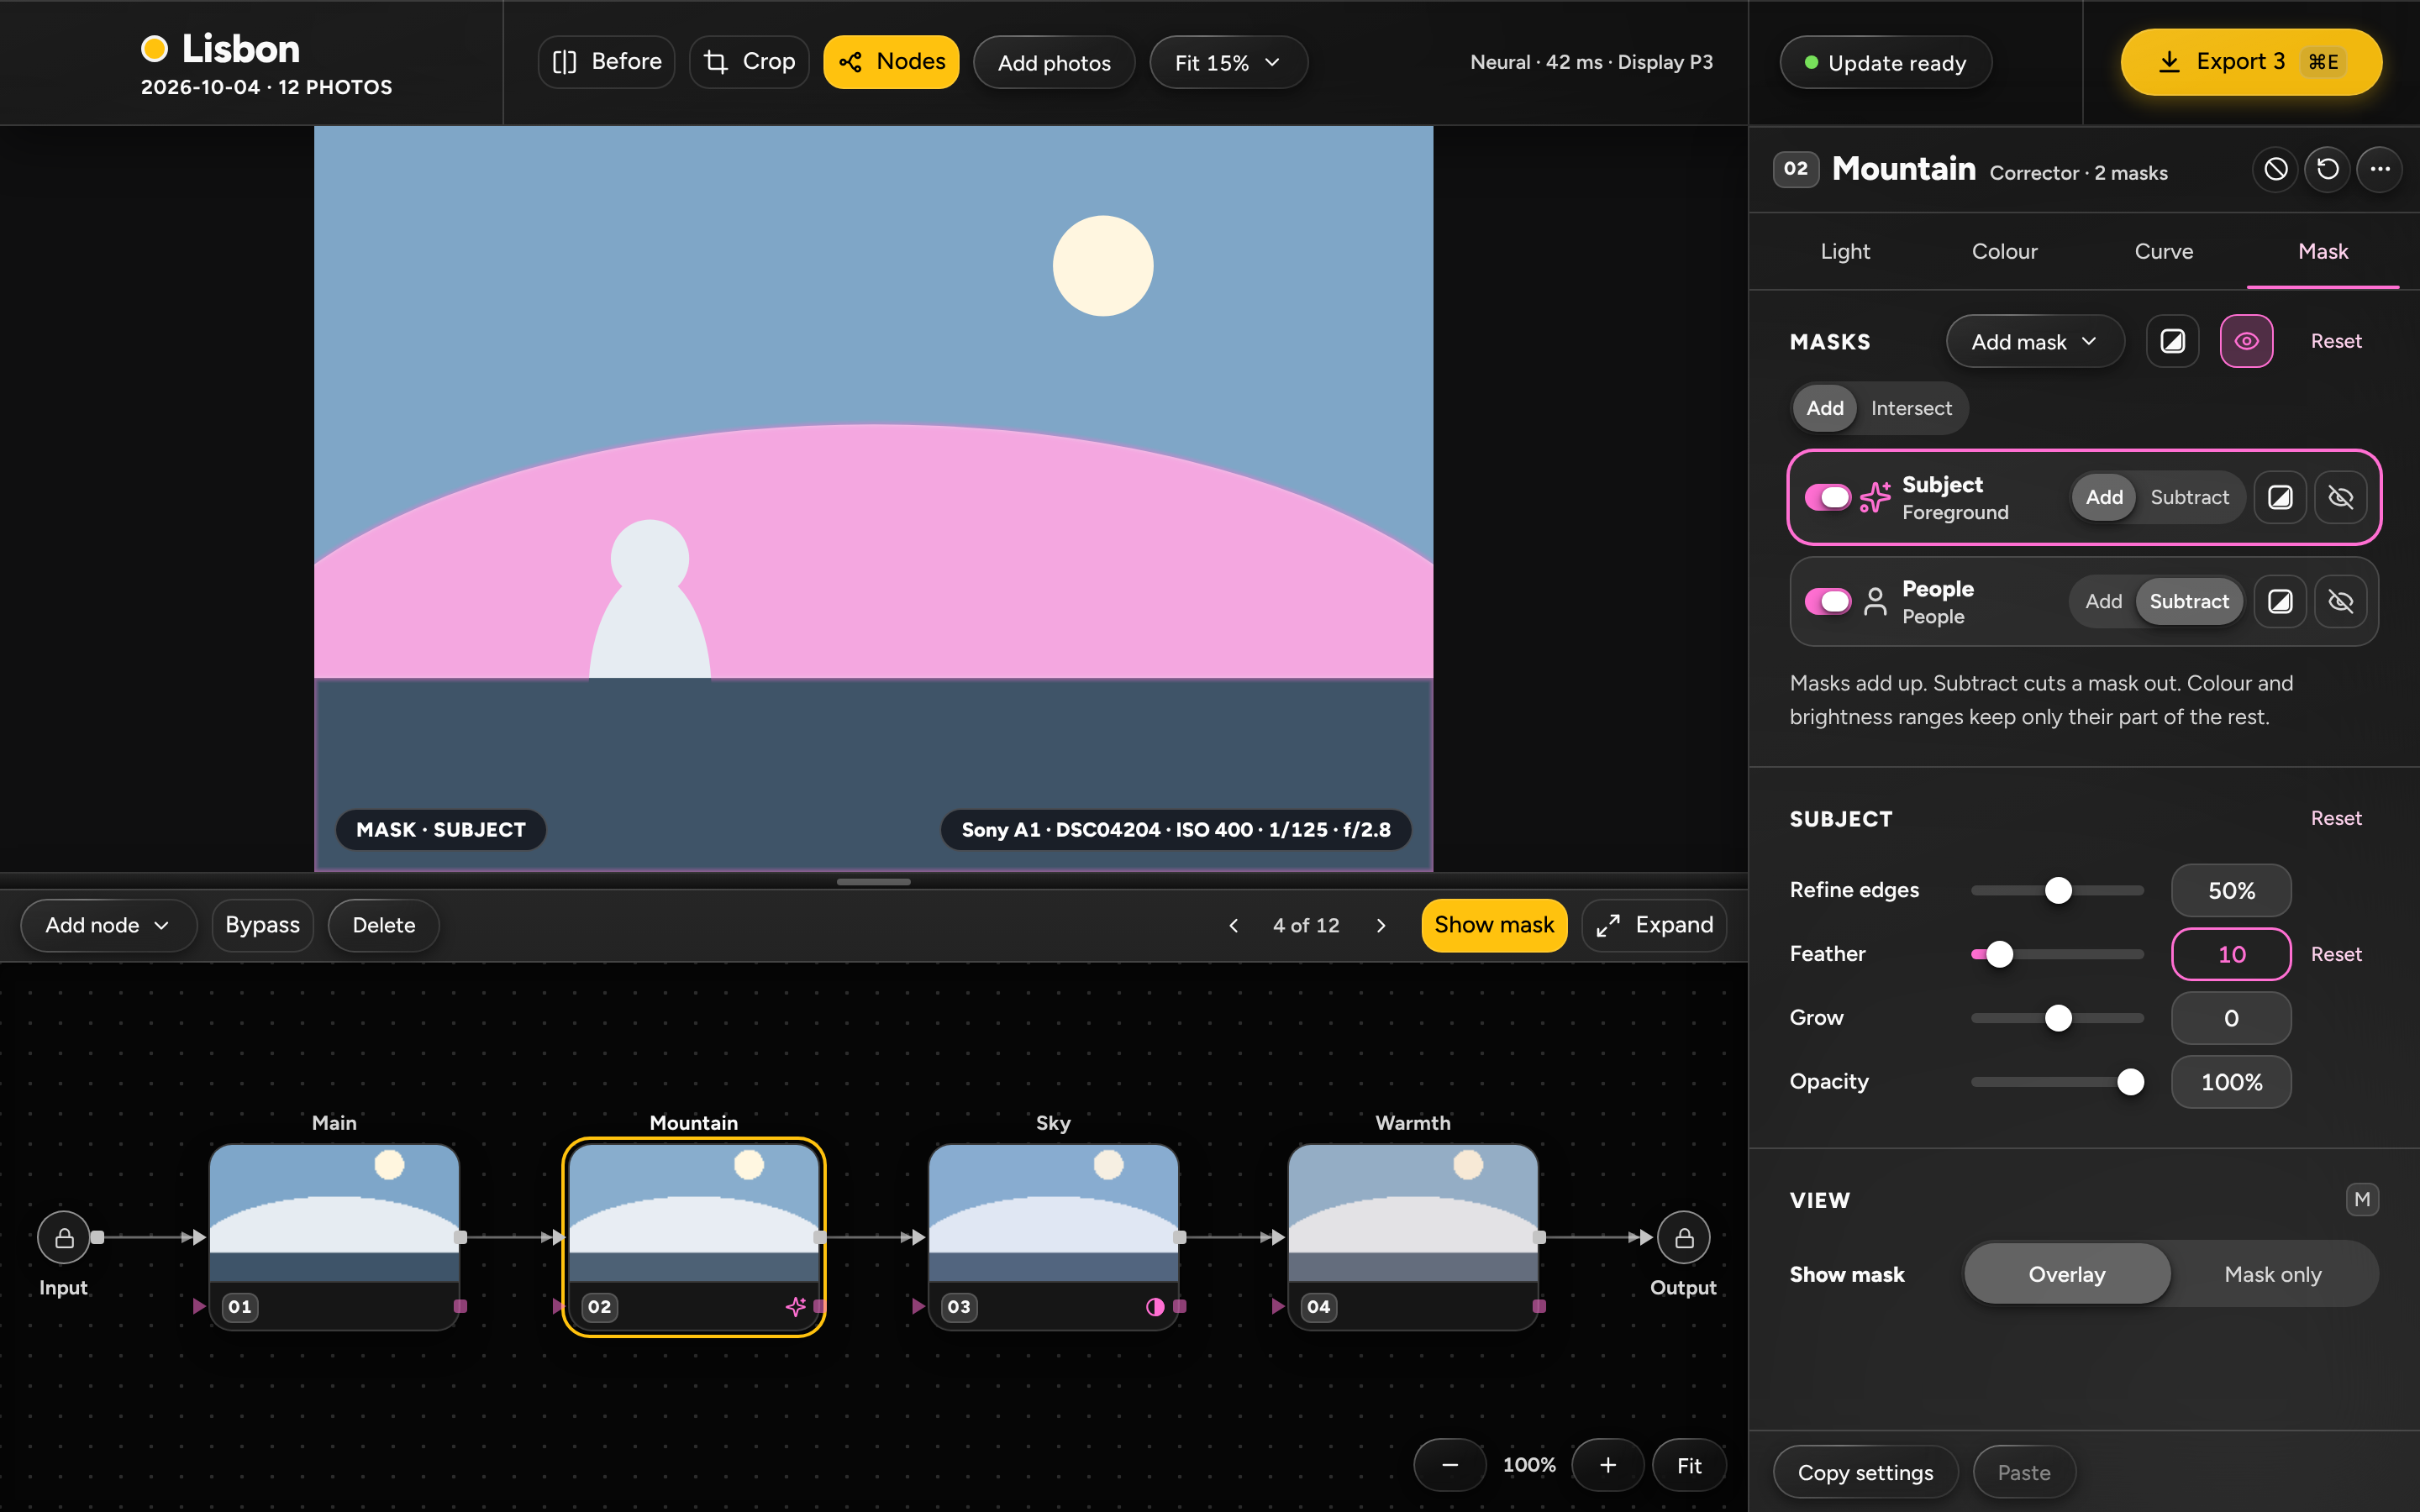 Lisbon
2026-10-04 · 12 PHOTOS
Before
Crop
Nodes
Add photos
Fit 15%
Neural · 42 ms · Display P3
Update ready
Export 3 ⌘E
02 Mountain Corrector · 2 masks
Light
Colour
Curve
Mask
MASKS
Add mask
Reset
Add
Intersect
Subject
Foreground
Add
Subtract
People
People
Add
Subtract
Masks add up. Subtract cuts a mask out. Colour and
brightness ranges keep only their part of the rest.
SUBJECT
Reset
Refine edges
50%
Feather
10
Reset
Grow
0
Opacity
100%
VIEW
M
Show mask
Overlay
Mask only
Copy settings
Paste
MASK · SUBJECT
Sony A1 · DSC04204 · ISO 400 · 1/125 · f/2.8
Add node
Bypass
Delete
4 of 12
Show mask
Expand
Main
Mountain
Sky
Warmth
Input
Output
01
02
03
04
100%
Fit